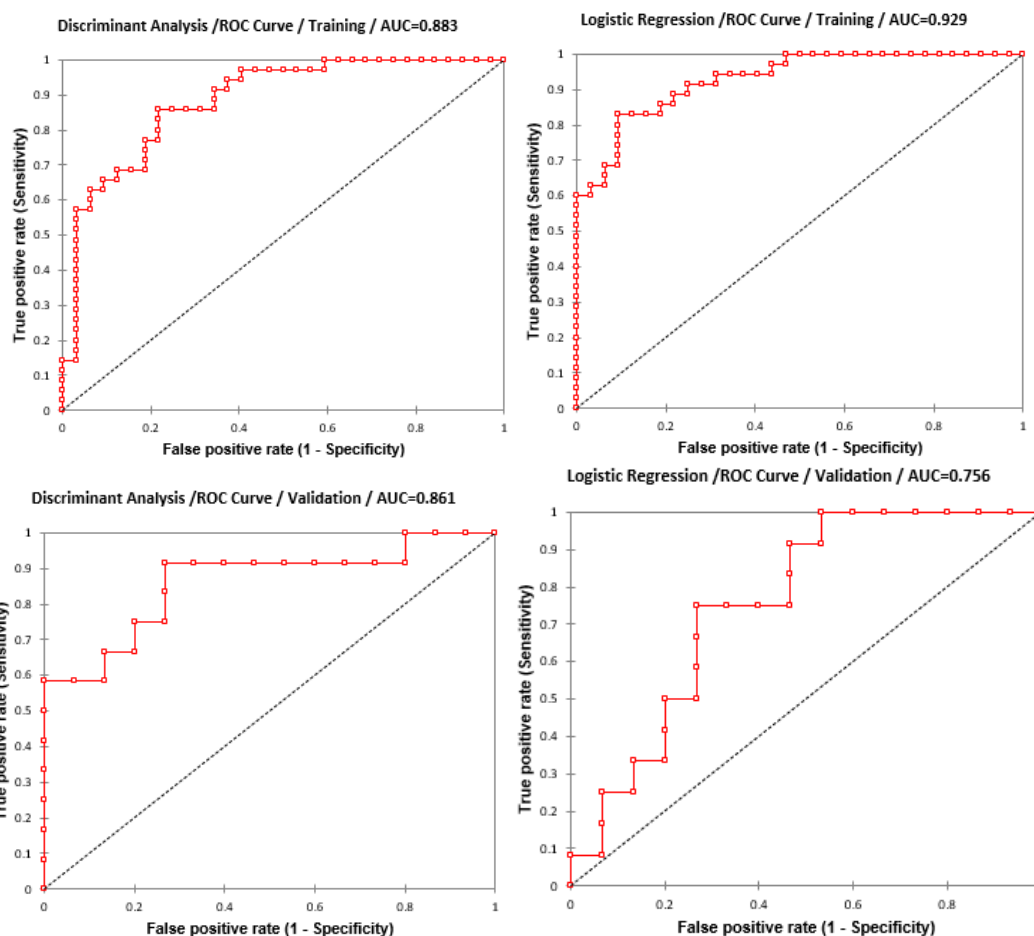 Discriminant Analysis /ROC Curve / Training / AUC=0.883
True positive rate (Sensitivity)
1
0.9
0.8
0.7
0.6
0.5
0.4
0.3
0.2
0.1
0
0 0.2 0.4 0.6 0.8 1
False positive rate (1 - Specificity)
Logistic Regression /ROC Curve / Training / AUC=0.929
True positive rate (Sensitivity)
1
0.9
0.8
0.7
0.6
0.5
0.4
0.3
0.2
0.1
0
0 0.2 0.4 0.6 0.8 1
False positive rate (1 - Specificity)
Discriminant Analysis /ROC Curve / Validation / AUC=0.861
True positive rate (Sensitivity)
1
0.9
0.8
0.7
0.6
0.5
0.4
0.3
0.2
0.1
0
0 0.2 0.4 0.6 0.8 1
False positive rate (1 - Specificity)
Logistic Regression /ROC Curve / Validation / AUC=0.756
True positive rate (Sensitivity)
1
0.9
0.8
0.7
0.6
0.5
0.4
0.3
0.2
0.1
0
0 0.2 0.4 0.6 0.8
False positive rate (1 - Specificity)